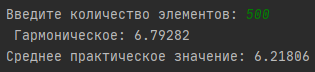 Введите количество элементов: 500
Гармоническое: 6.79282
Среднее практическое значение: 6.21806